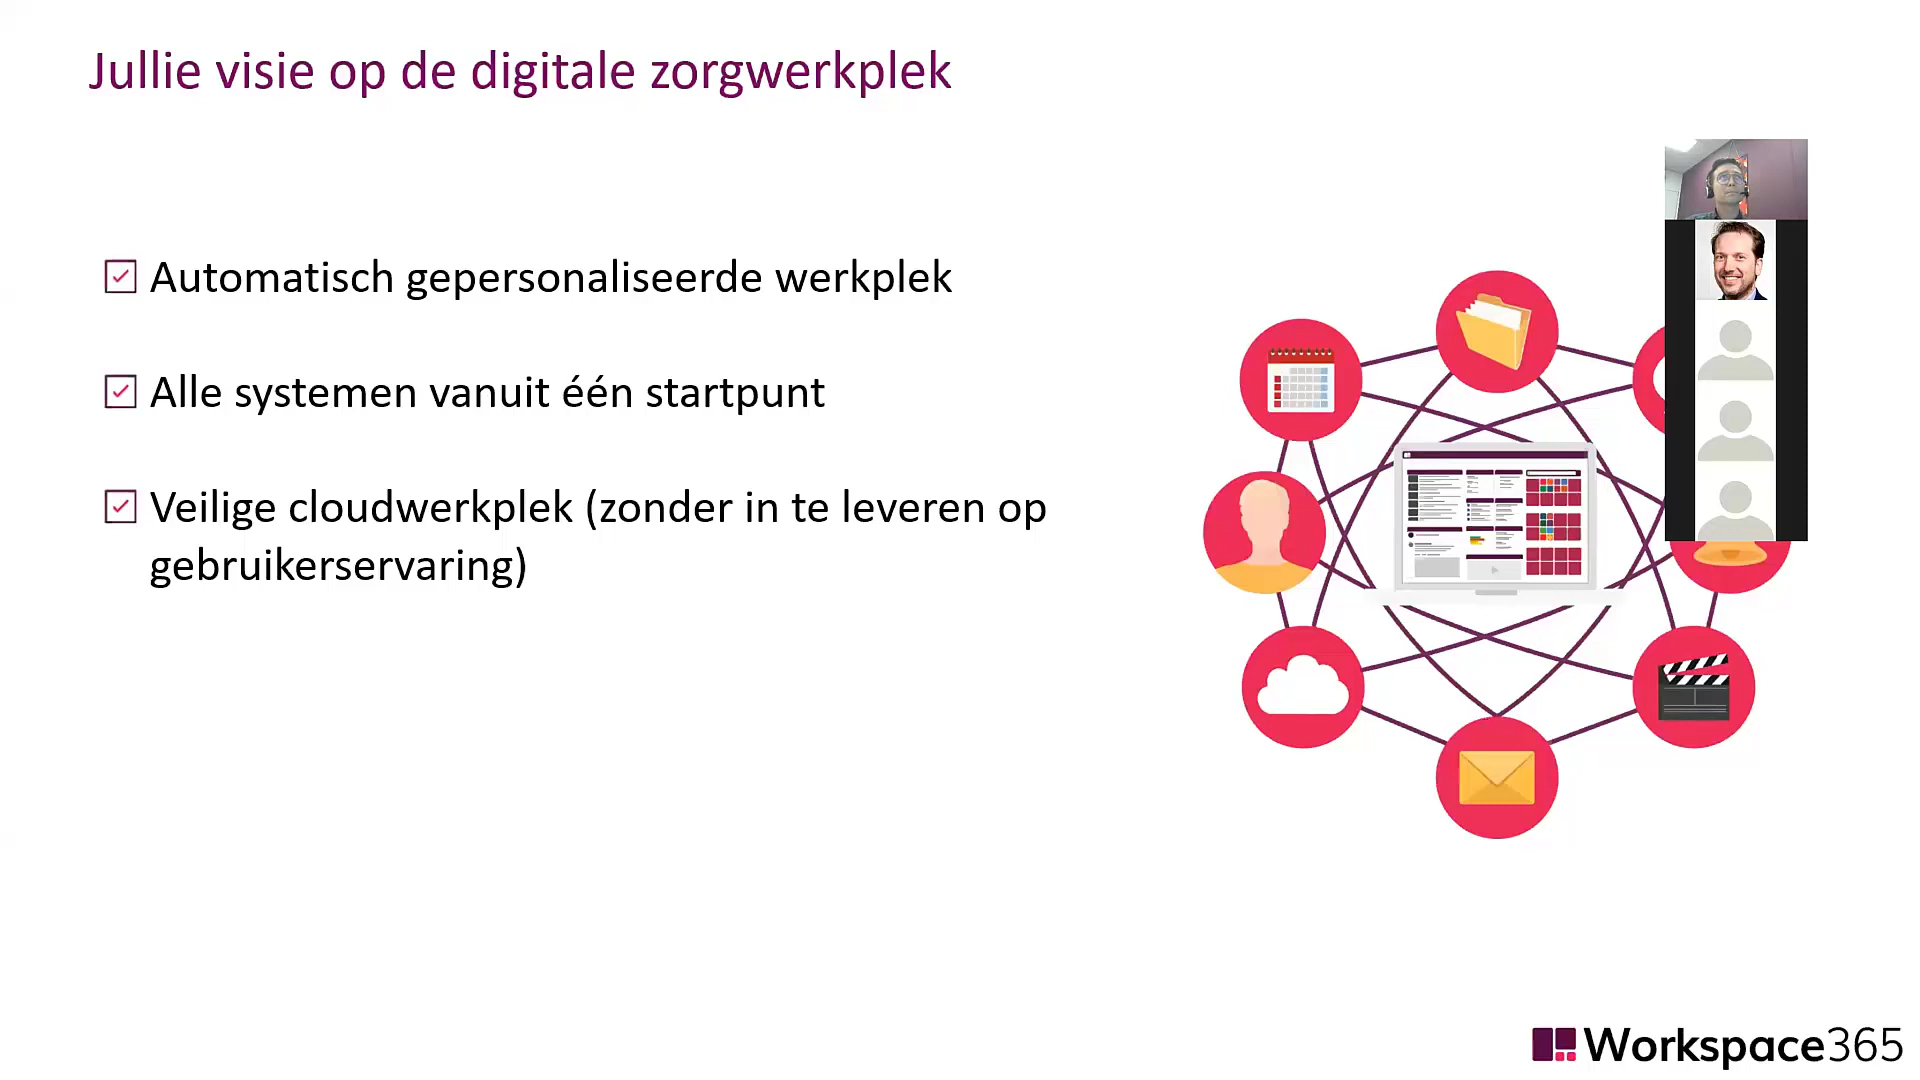 Jullie visie op de digitale zorgwerkplek
Automatisch gepersonaliseerde werkplek
Alle systemen vanuit één startpunt
Veilige cloudwerkplek (zonder in te leveren op
gebruikerservaring)
Workspace365